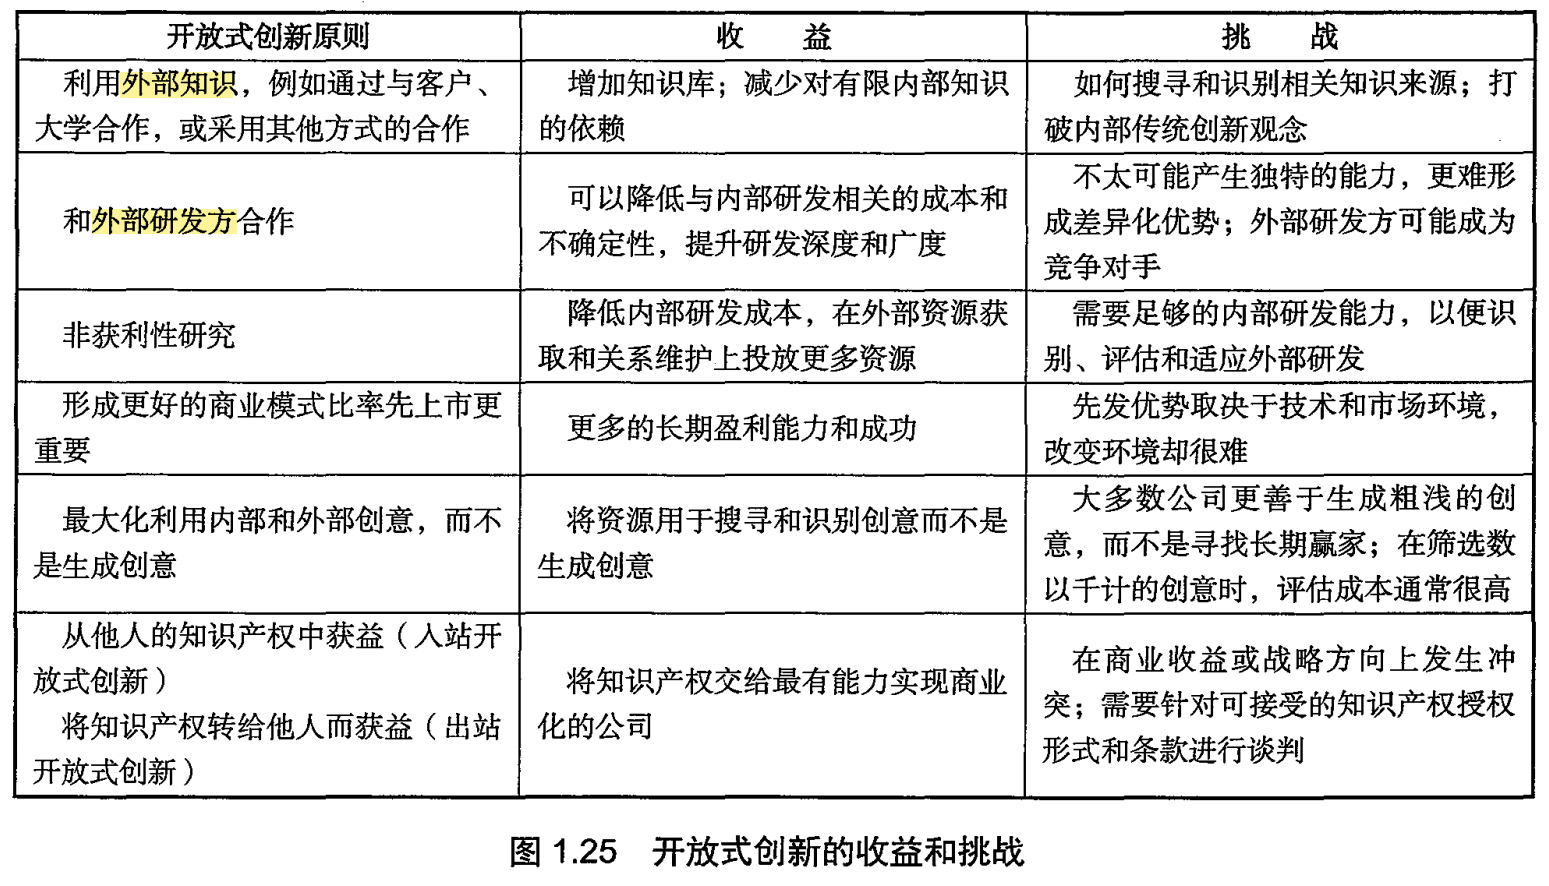 开放式创新原则
收 益
挑 战
利用外部知识，例如通过与客户、
大学合作，或采用其他方式的合作
增加知识库；减少对有限内部知识
的依赖
如何搜寻和识别相关知识来源；打
破内部传统创新观念
和外部研发方合作
可以降低与内部研发相关的成本和
不确定性，提升研发深度和广度
不太可能产生独特的能力，更难形
成差异化优势；外部研发方可能成为
竞争对手
非获利性研究
降低内部研发成本，在外部资源获
取和关系维护上投放更多资源
需要足够的内部研发能力，以便识
别、评估和适应外部研发
形成更好的商业模式比率先上市更
重要
更多的长期盈利能力和成功
先发优势取决于技术和市场环境，
改变环境却很难
最大化利用内部和外部创意，而不
是生成创意
将资源用于搜寻和识别创意而不是
生成创意
大多数公司更善于生成粗浅的创
意，而不是寻找长期赢家；在筛选数
以千计的创意时，评估成本通常很高
从他人的知识产权中获益（入站开
放式创新）
将知识产权转给他人而获益（出站
开放式创新）
将知识产权交给最有能力实现商业
化的公司
在商业收益或战略方向上发生冲
突；需要针对可接受的知识产权授权
形式和条款进行谈判
图 1.25 开放式创新的收益和挑战